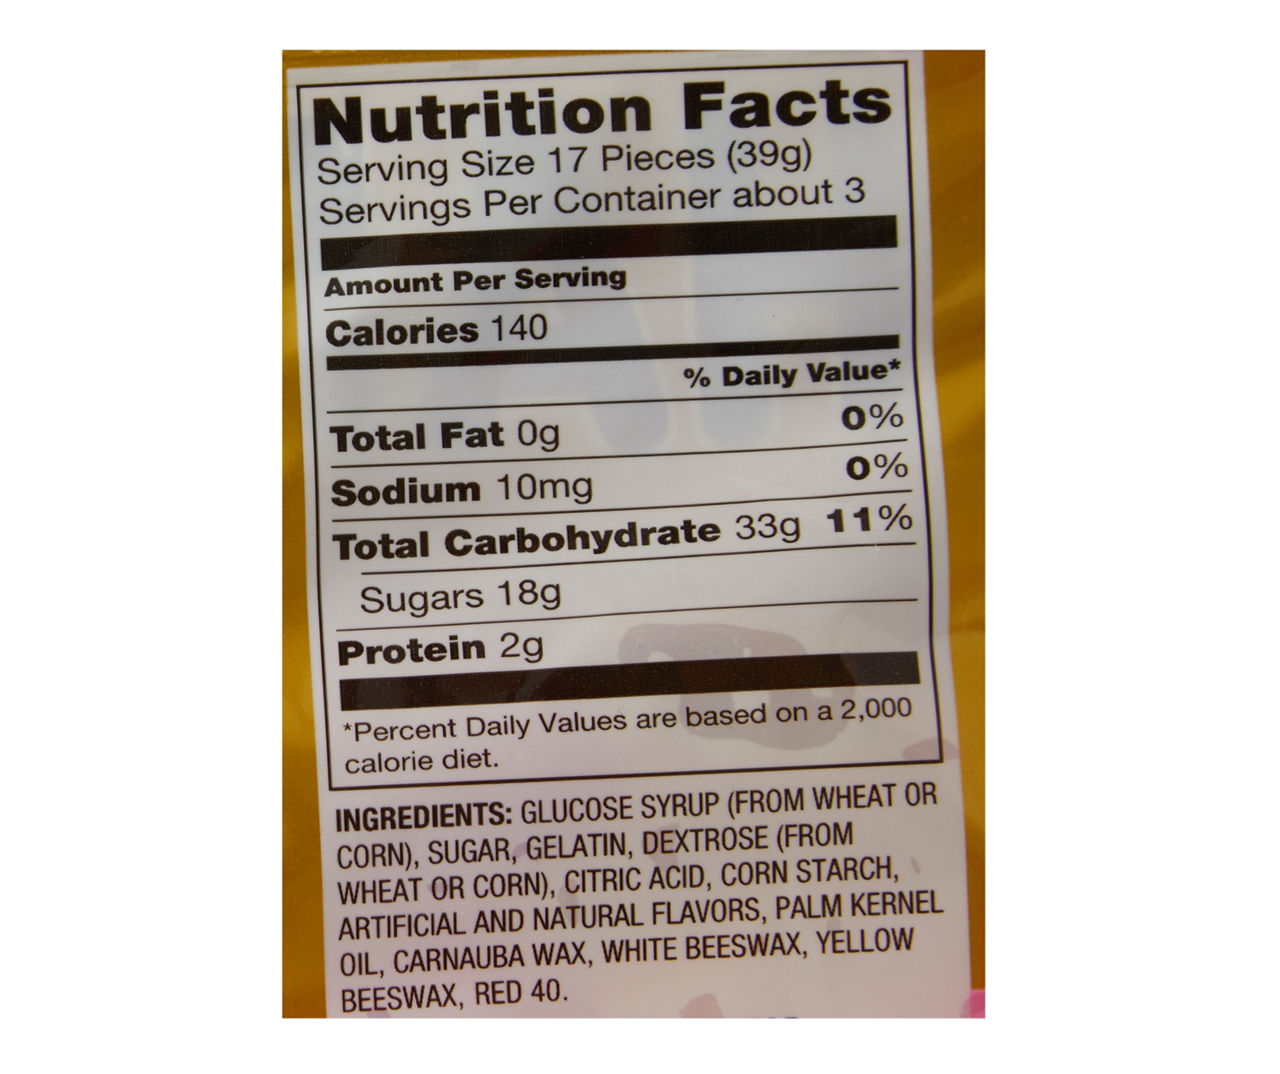 Nutrition Facts
Serving Size 17 Pieces (39g)
Servings Per Container about 3
Amount Per Serving
Calories 140
% Daily Value*
Total Fat 0g 0%
Sodium 10mg 0%
Total Carbohydrate 33g 11%
Sugars 18g
Protein 2g
*Percent Daily Values are based on a 2,000
calorie diet.
INGREDIENTS: GLUCOSE SYRUP (FROM WHEAT OR
CORN), SUGAR, GELATIN, DEXTROSE (FROM
WHEAT OR CORN), CITRIC ACID, CORN STARCH,
ARTIFICIAL AND NATURAL FLAVORS, PALM KERNEL
OIL, CARNAUBA WAX, WHITE BEESWAX, YELLOW
BEESWAX, RED 40.